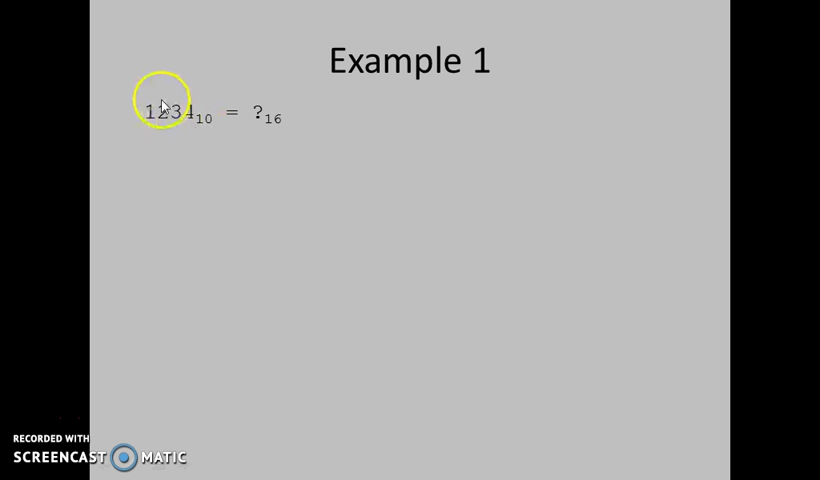 Example 1
1234₁₀ = ?₁₆
RECORDED WITH
SCREENCAST MATIC